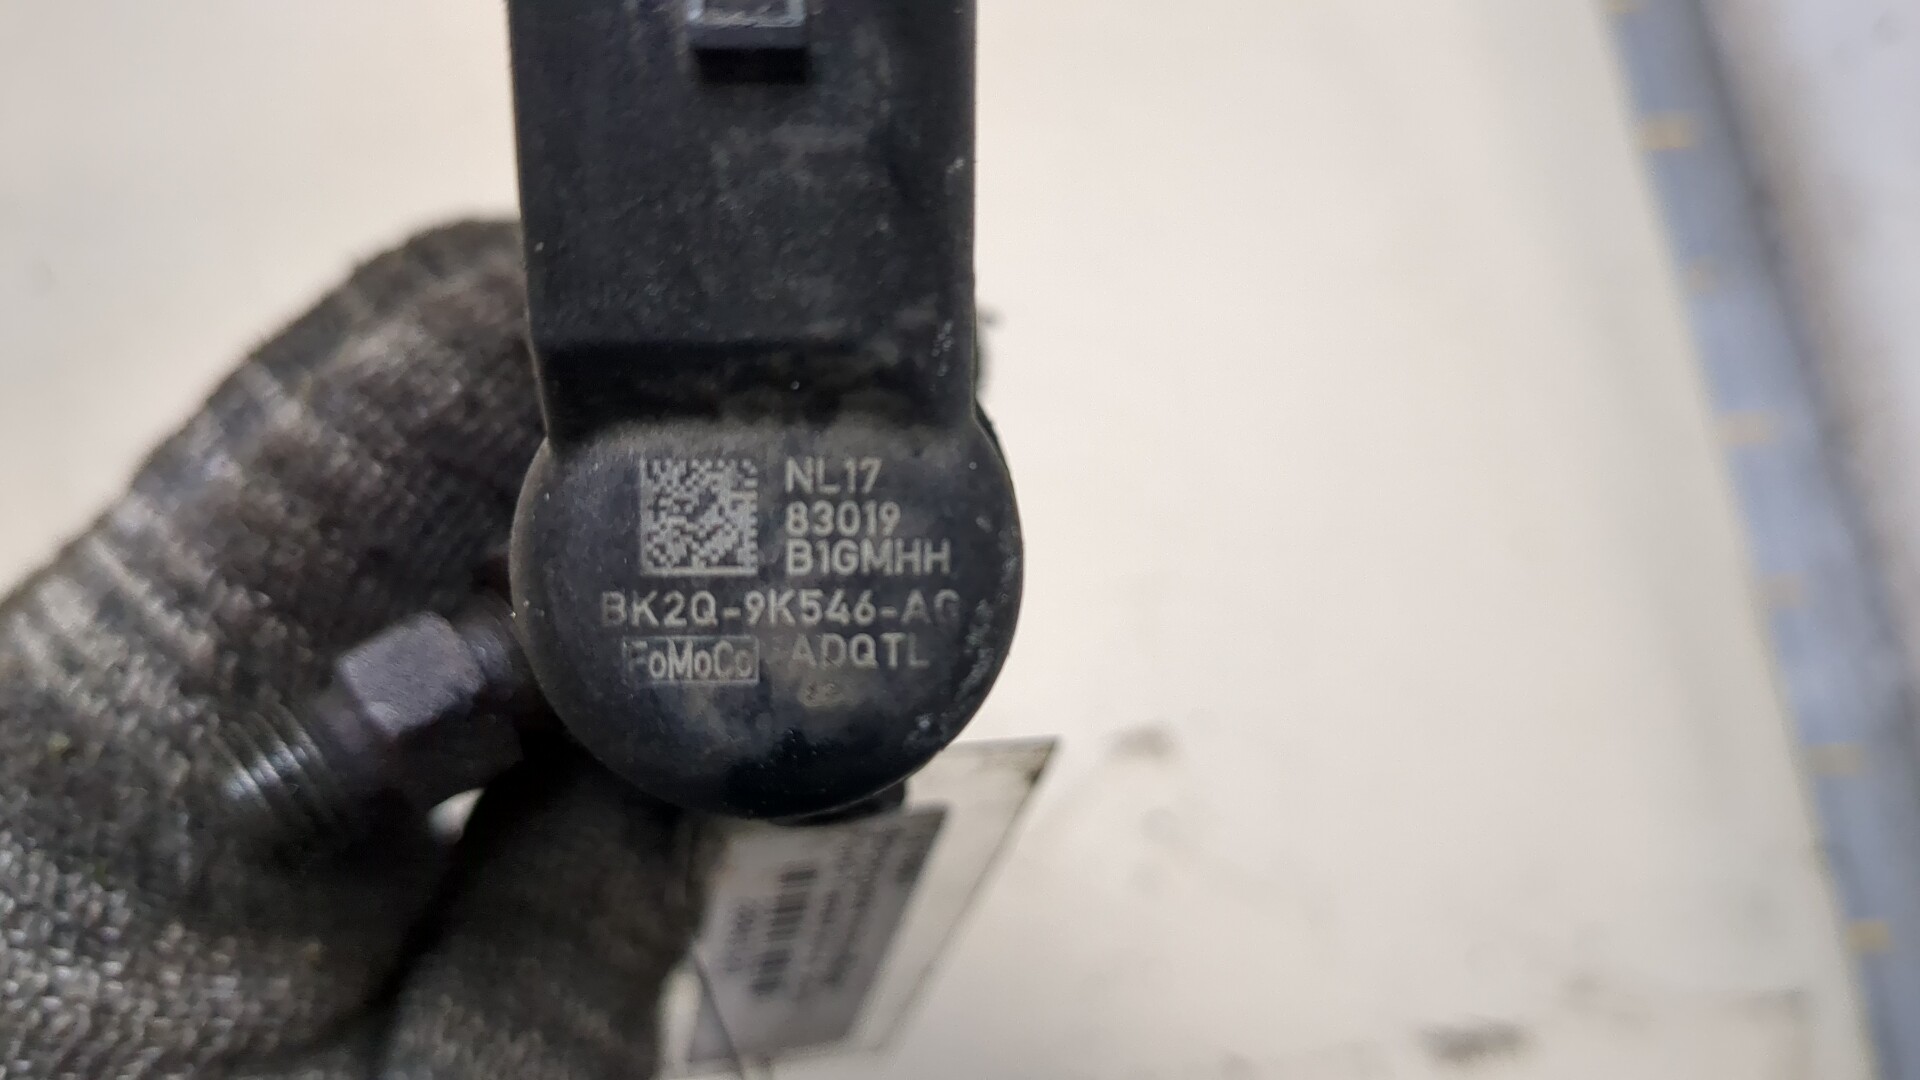 NL17
83019
B1GMHH
BK2Q-9K546-AG
FoMoCo ADQTL